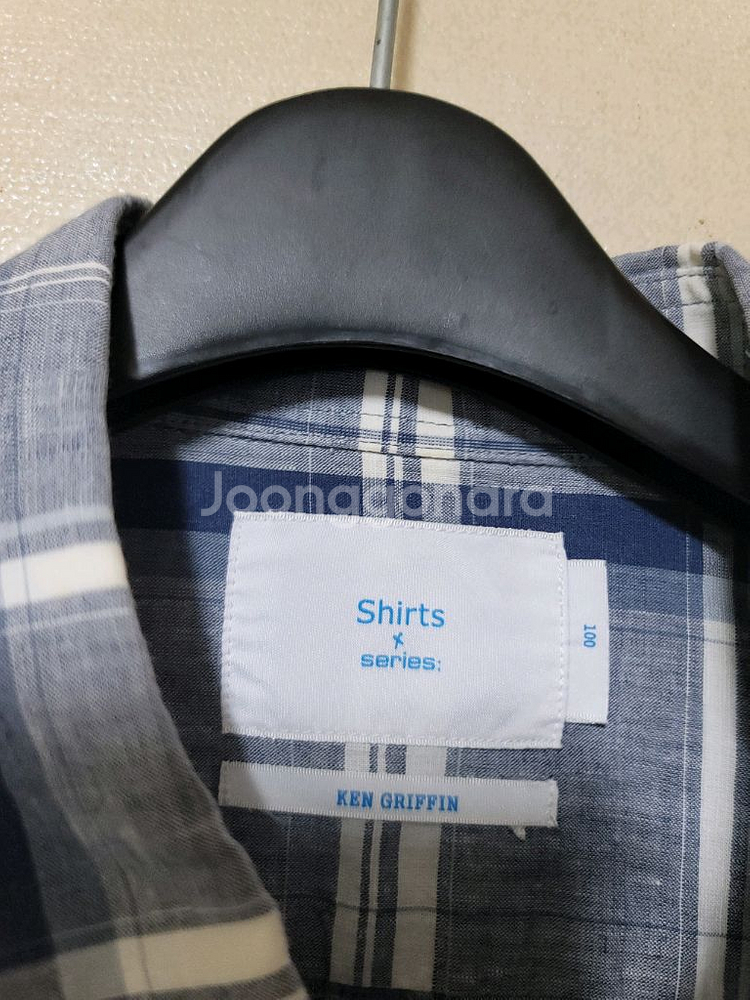 Joonggonara
Shirts
x
series:
100
KEN GRIFFIN